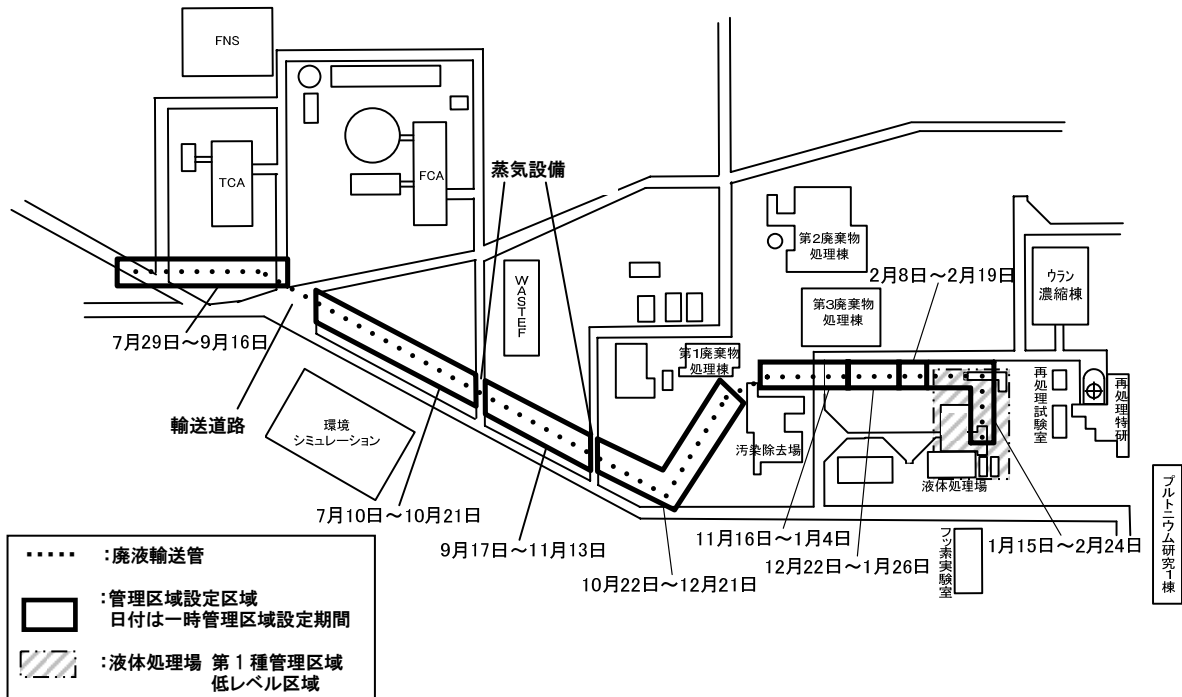 FNS
TCA
FCA
蒸気設備
WASTEF
第2廃棄物
処理棟
2月8日～2月19日
ウラン
濃縮棟
第3廃棄物
処理棟
7月29日～9月16日
第1廃棄物
処理棟
再処理試験室
再処理特研
輸送道路
環境
シミュレーション
汚染除去場
液体処理場
7月10日～10月21日
9月17日～11月13日
10月22日～12月21日
11月16日～1月4日
12月22日～1月26日
1月15日～2月24日
フッ素実験室
プルトニウム研究1棟
:廃液輸送管
:管理区域設定区域
日付は一時管理区域設定期間
:液体処理場 第１種管理区域
低レベル区域